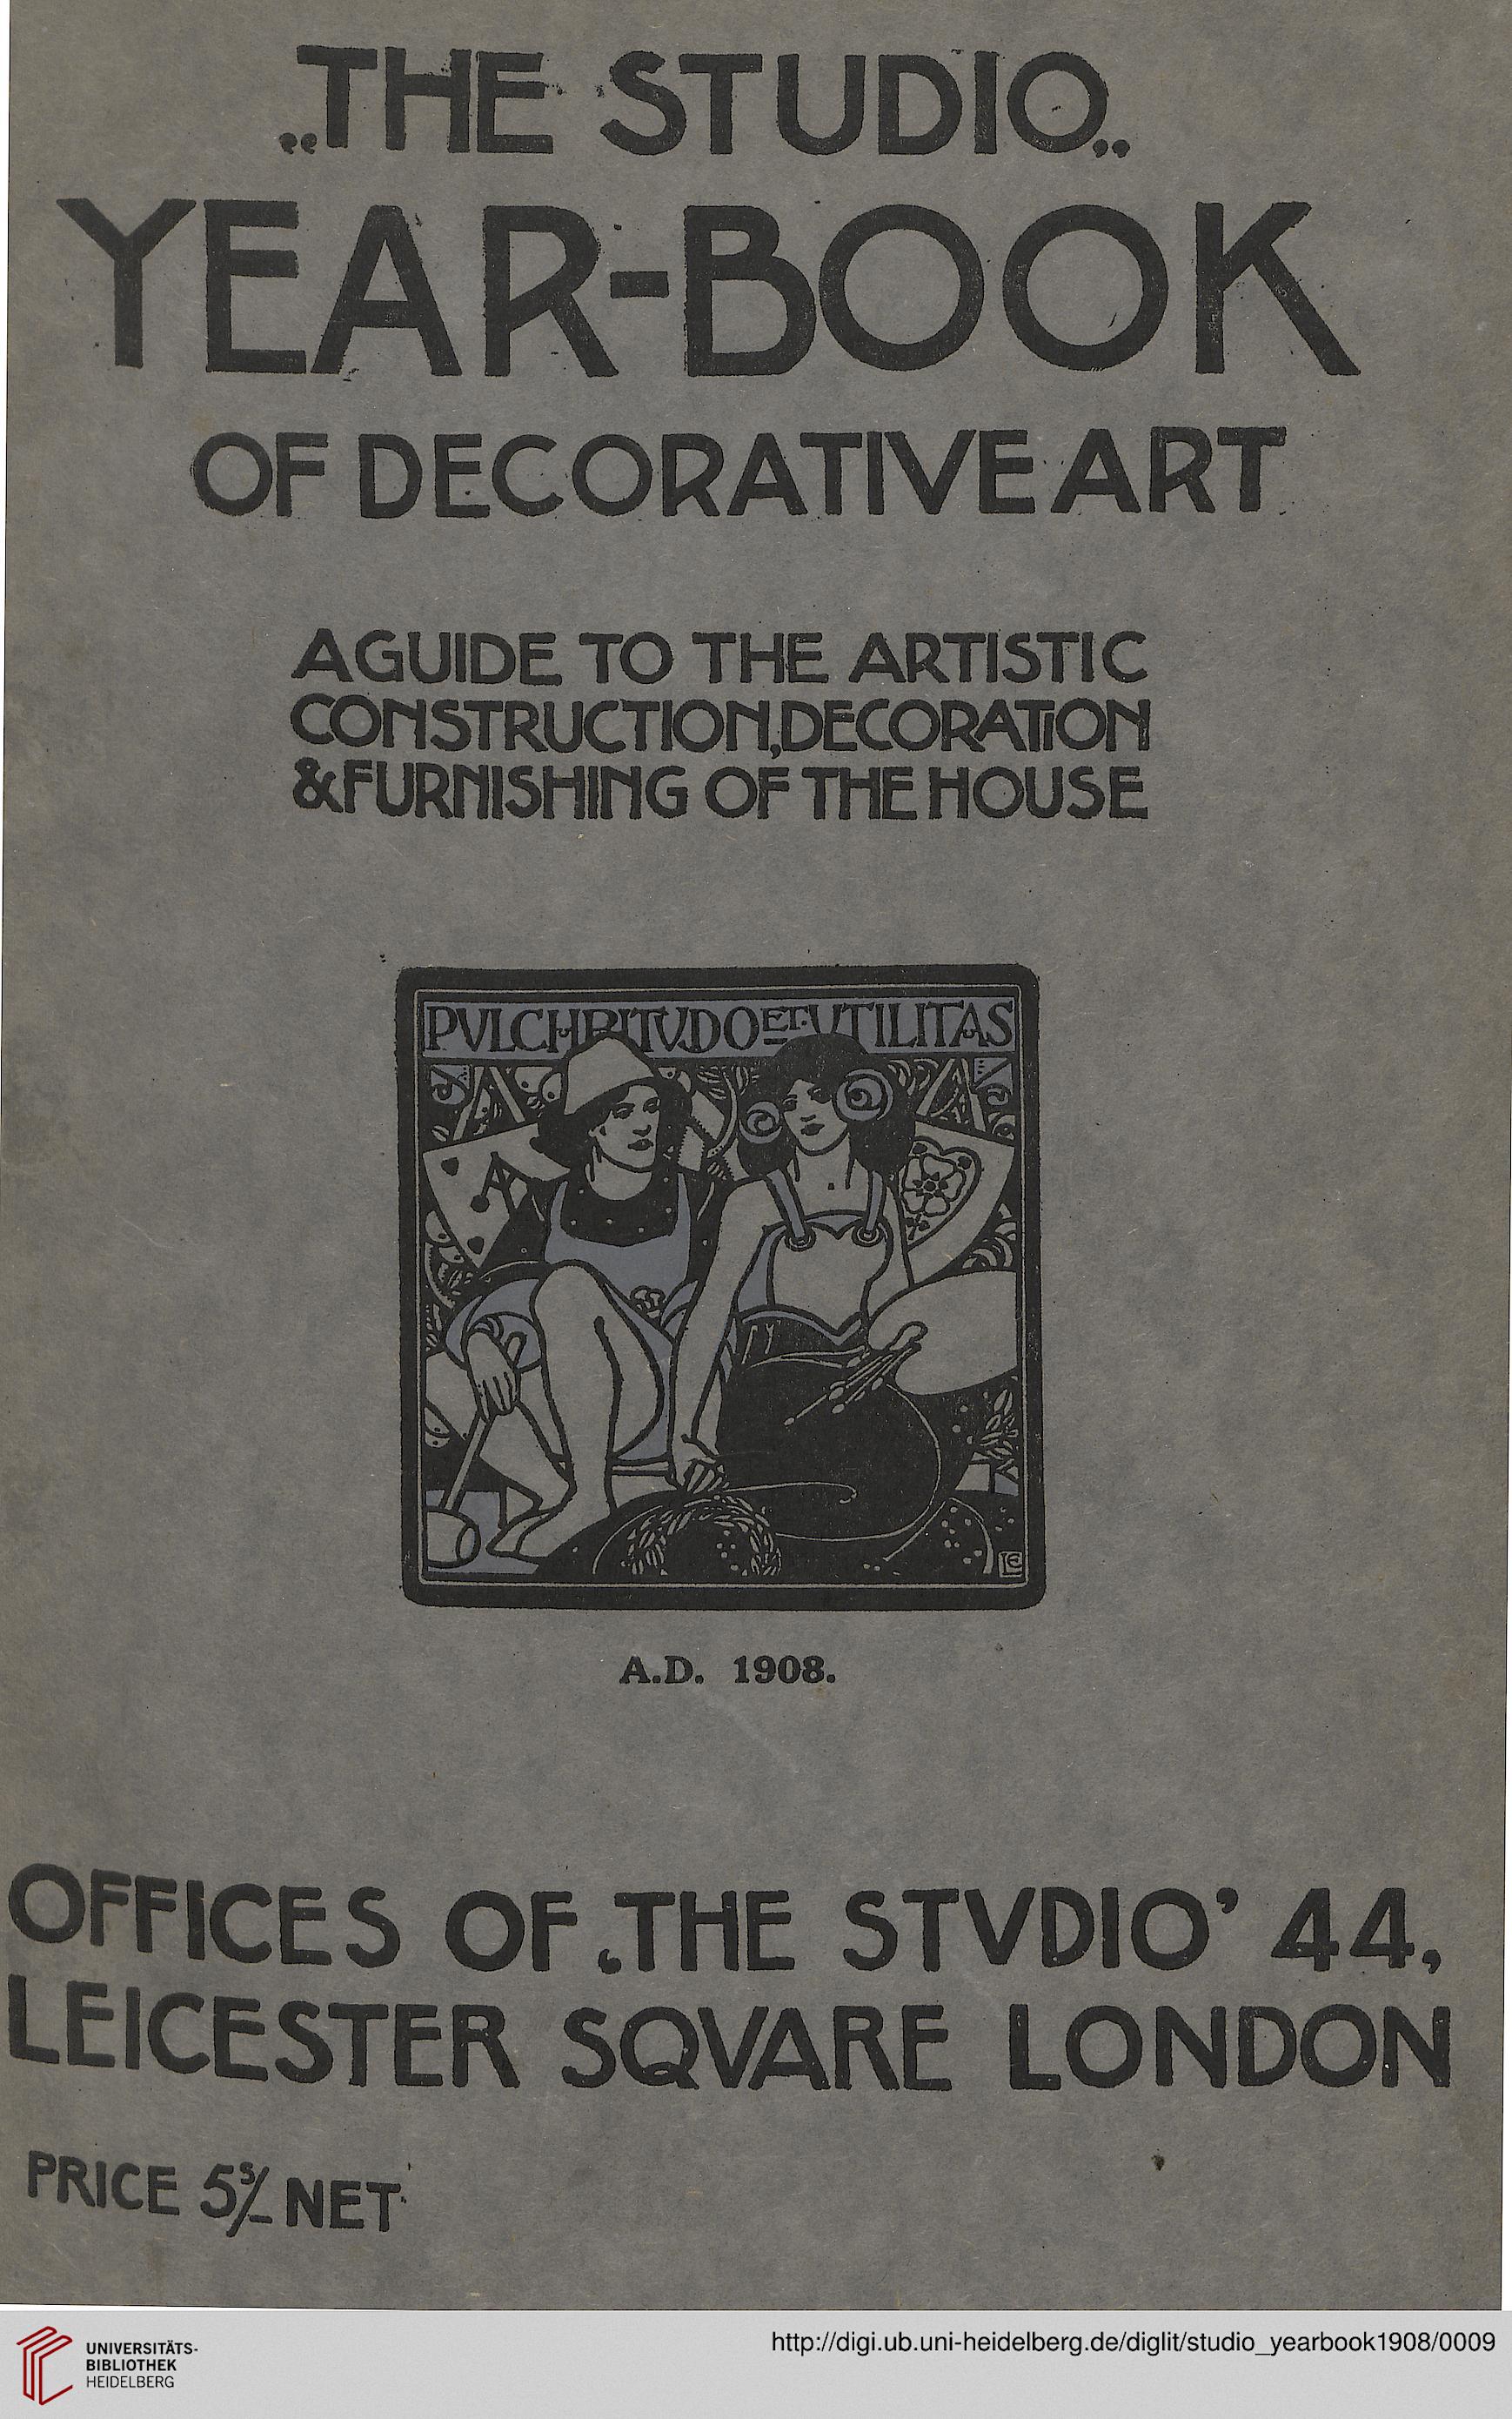 „THE STUDIO„
YEAR-BOOK
OF DECORATIVE ART
A GUIDE TO THE ARTISTIC
CONSTRUCTION, DECORATION
& FURNISHING OF THE HOUSE
PVLCHRITVDO ET VTILITAS
A.D. 1908.
OFFICES OF ‚THE STVDIO’ 44,
LEICESTER SQVARE LONDON
PRICE 5s/- NET
UNIVERSITÄTS-
BIBLIOTHEK
HEIDELBERG
http://digi.ub.uni-heidelberg.de/diglit/studio_yearbook1908/0009